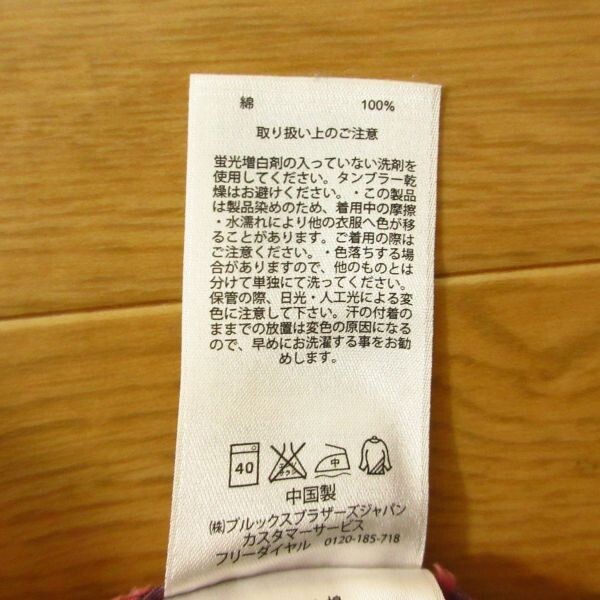 綿 100%
取り扱い上のご注意
蛍光増白剤の入っていない洗剤を
使用してください。タンブラー乾
燥はお避けください。・この製品
は製品染めのため、着用中の摩擦
・水濡れにより他の衣服へ色が移
ることがあります。ご着用の際は
ご注意ください。・色落ちする場
合がありますので、他のものとは
分けて単独にて洗ってください。
保管の際、日光・人工光による変
色に注意して下さい。汗の付着の
ままでの放置は変色の原因になる
ので、早めにお洗濯する事をお勧
めします。
40 エンソ サラシ 中
中国製
(株)ブルックスブラザーズジャパン
カスタマーサービス
フリーダイヤル 0120-185-718
綿